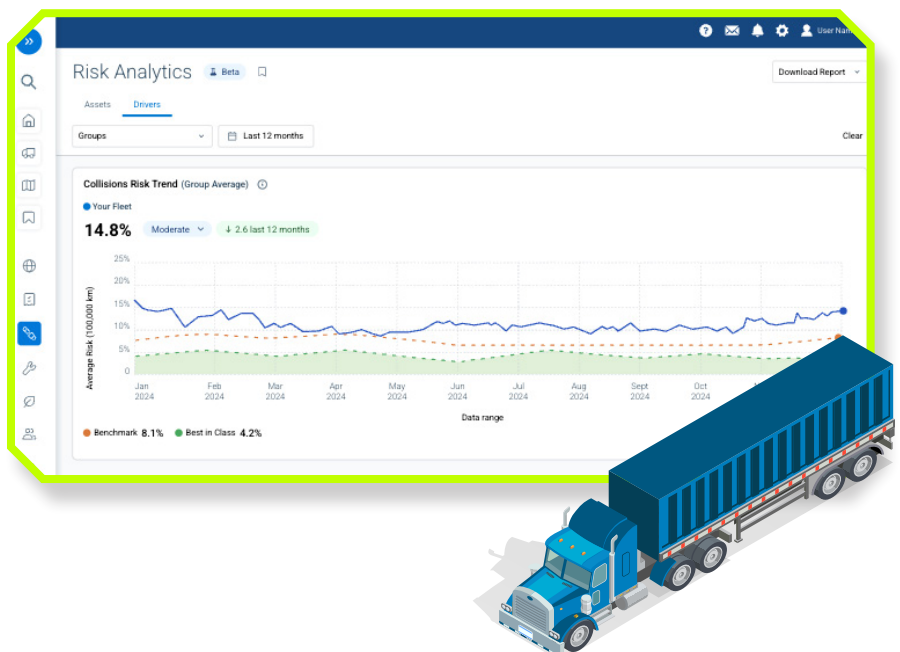 User Nam
Risk Analytics Beta
Download Report
Assets Drivers
Groups Last 12 months Clear
Collisions Risk Trend (Group Average)
Your Fleet
14.8% Moderate ↓ 2.6 last 12 months
Average Risk (100,000 km)
25%
20%
15%
10%
5%
0
Jan Feb Mar Apr May Jun Jul Aug Sept Oct
2024 2024 2024 2024 2024 2024 2024 2024 2024 2024
Data range
Benchmark 8.1% Best in Class 4.2%